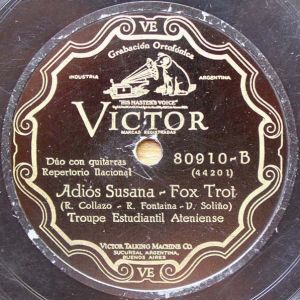 VE
Grabación Ortofónica
INDUSTRIA ARGENTINA.
"HIS MASTER'S VOICE"
VICTOR
MARCAS REGISTRADAS
Dúo con guitarras 80910-B
Repertorio Nacional (44201)
Adiós Susana - Fox Trot
(R. Collazo - R. Fontaina - V. Soliño)
Troupe Estudiantil Ateniense
VICTOR TALKING MACHINE CO.
SUCURSAL ARGENTINA,
BUENOS AIRES
VE